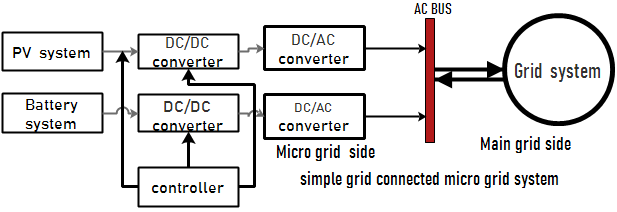 AC BUS
PV system
DC/DC
converter
DC/AC
converter
Grid system
Battery
system
DC/DC
converter
DC/AC
converter
Micro grid side
Main grid side
controller
simple grid connected micro grid system